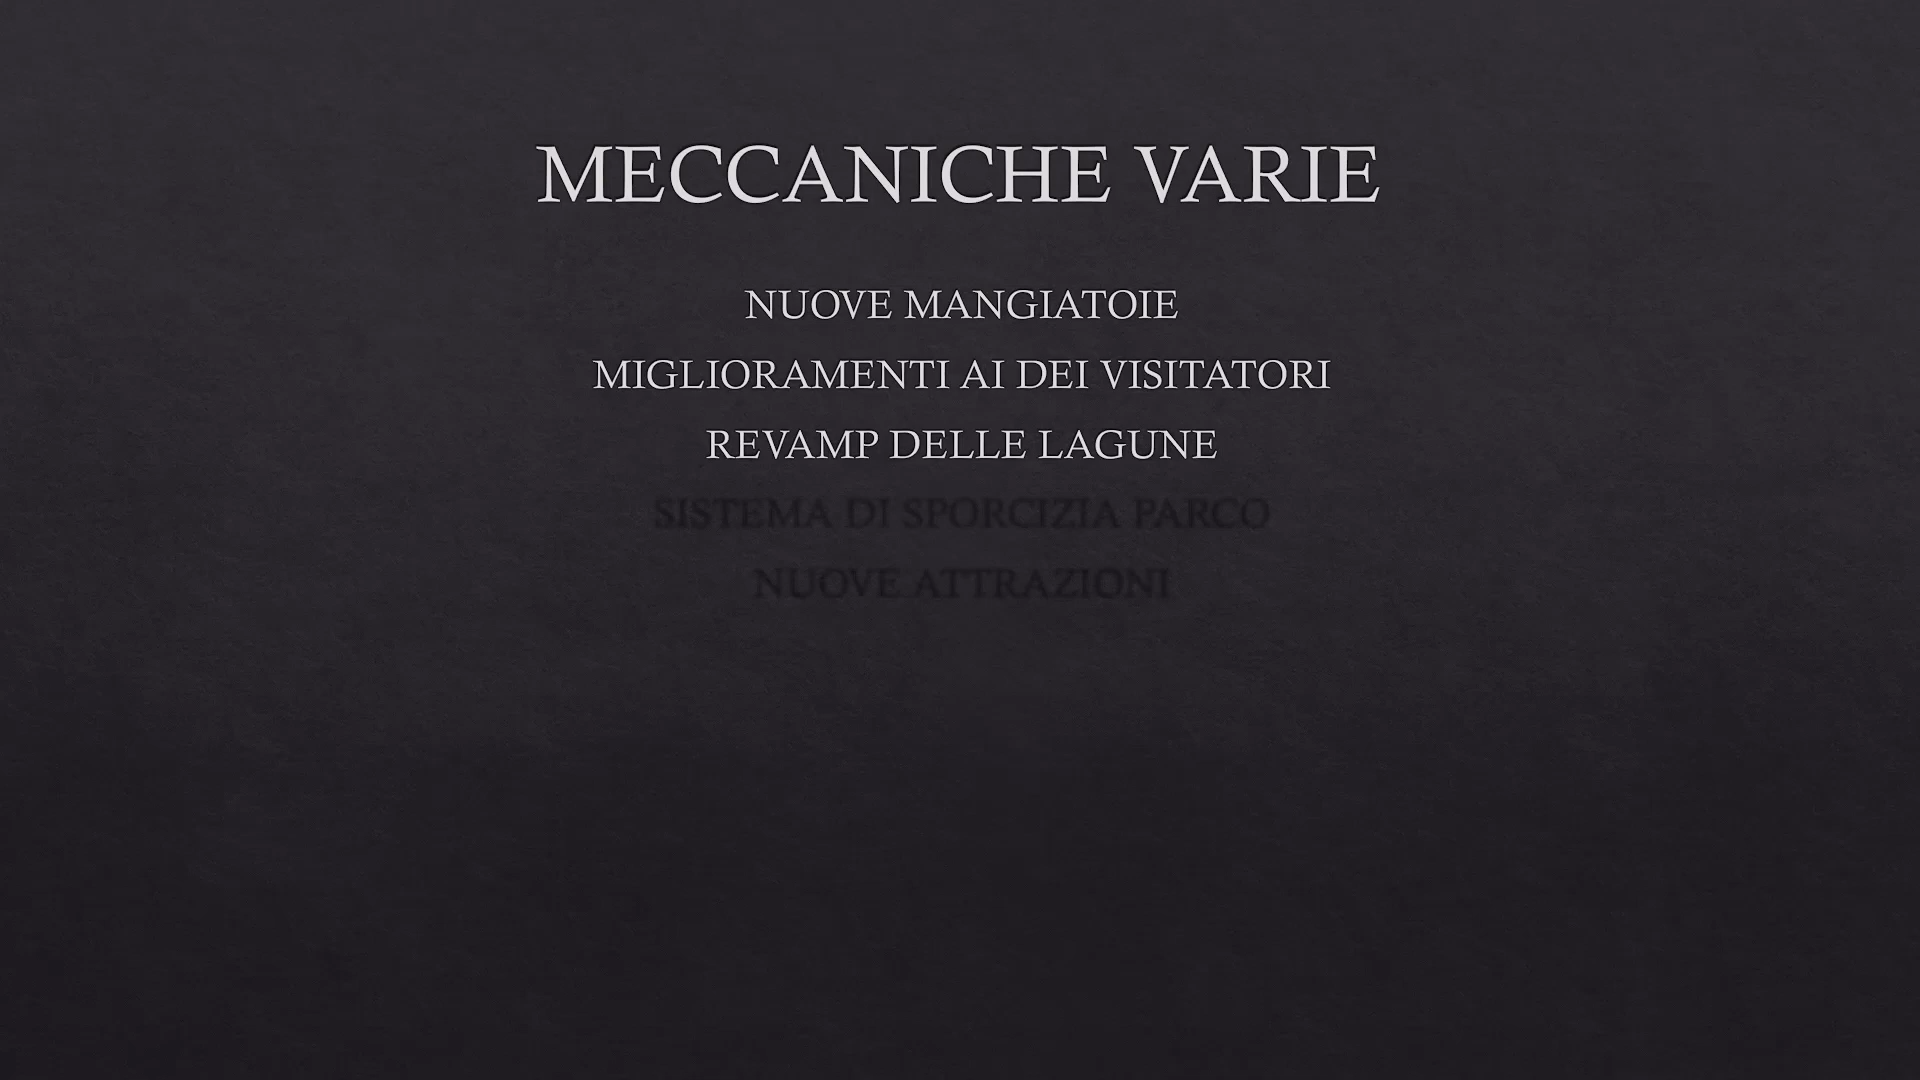 MECCANICHE VARIE
NUOVE MANGIATOIE
MIGLIORAMENTI AI DEI VISITATORI
REVAMP DELLE LAGUNE
SISTEMA DI SPORCIZIA PARCO
NUOVE ATTRAZIONI